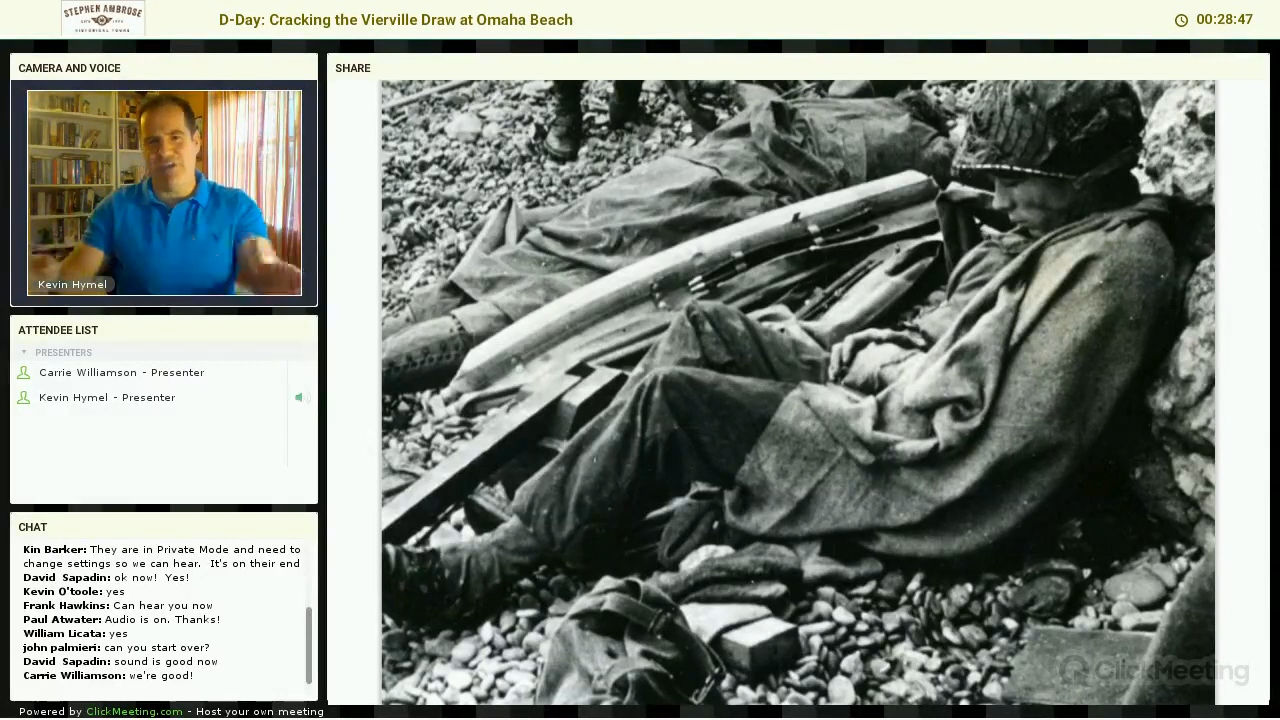 STEPHEN AMBROSE
HISTORICAL TOURS
D-Day: Cracking the Vierville Draw at Omaha Beach
00:28:47
CAMERA AND VOICE
SHARE
Kevin Hymel
ATTENDEE LIST
PRESENTERS
Carrie Williamson - Presenter
Kevin Hymel - Presenter
CHAT
Kin Barker: They are in Private Mode and need to
change settings so we can hear. It's on their end
David Sapadin: ok now! Yes!
Kevin O'toole: yes
Frank Hawkins: Can hear you now
Paul Atwater: Audio is on. Thanks!
William Licata: yes
john palmieri: can you start over?
David Sapadin: sound is good now
Carrie Williamson: we're good!
ClickMeeting
Powered by ClickMeeting.com - Host your own meeting